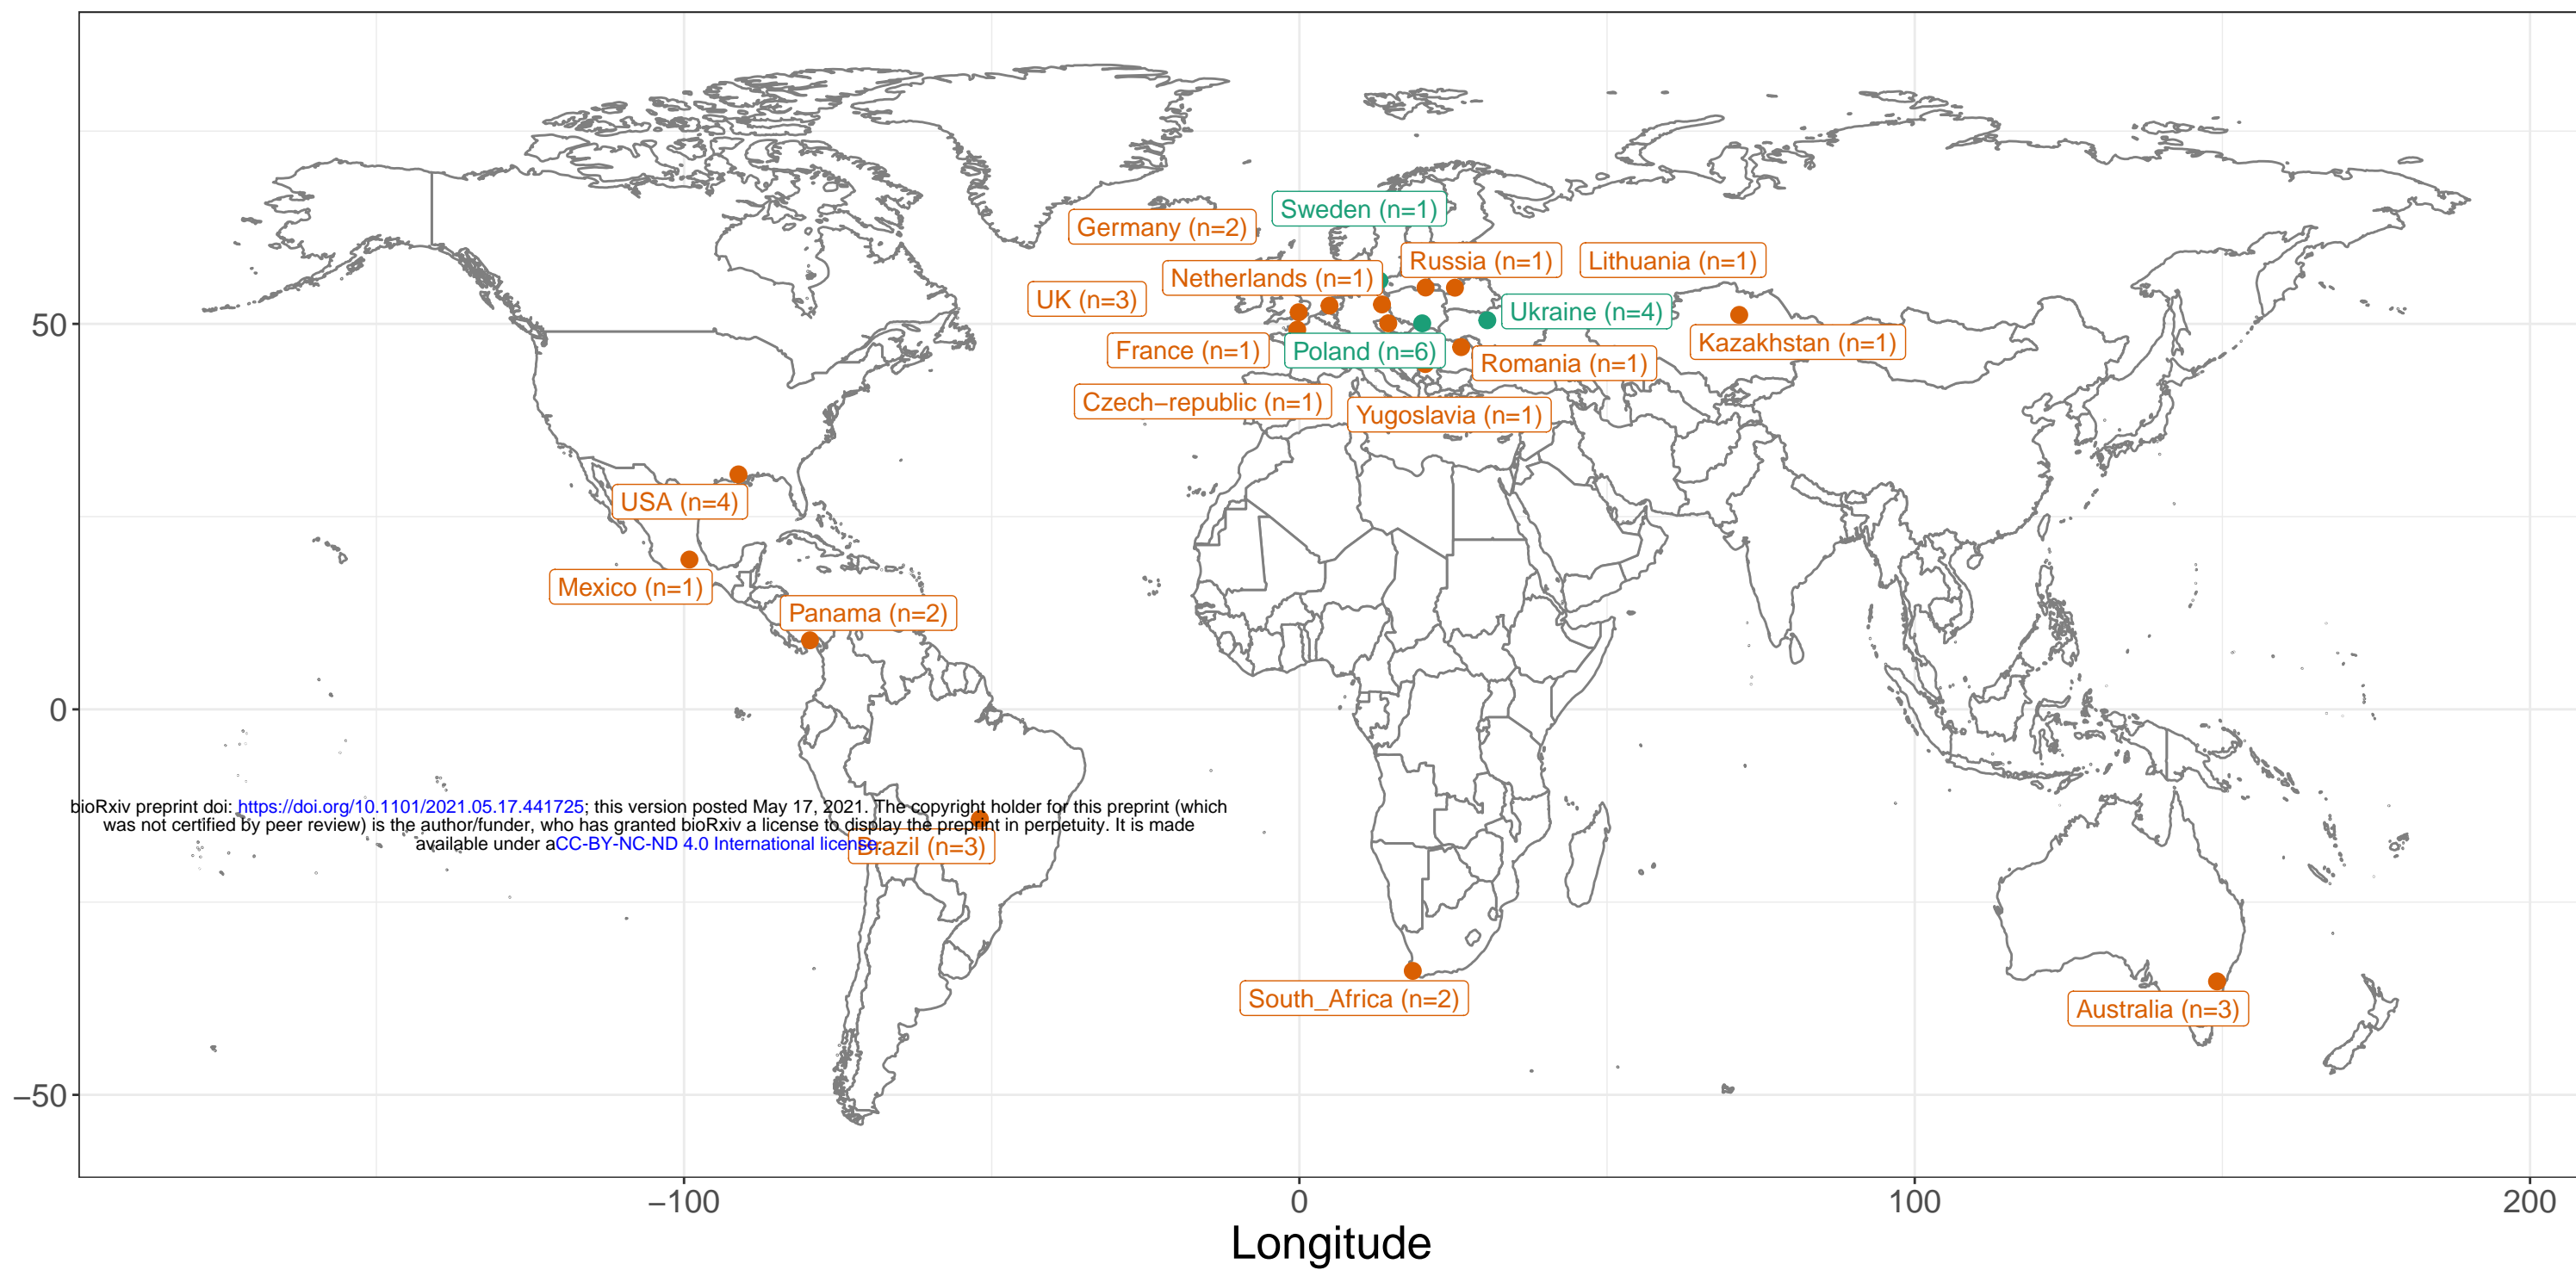 Sweden (n=1)
Germany (n=2)
Russia (n=1)
Lithuania (n=1)
Netherlands (n=1)
UK (n=3)
Ukraine (n=4)
50
Kazakhstan (n=1)
France (n=1)
Poland (n=6)
Romania (n=1)
Czech−republic (n=1)
Yugoslavia (n=1)
USA (n=4)
Mexico (n=1)
Panama (n=2)
0
bioRxiv preprint doi: https://doi.org/10.1101/2021.05.17.441725; this version posted May 17, 2021. The copyright holder for this preprint (which
was not certified by peer review) is the author/funder, who has granted bioRxiv a license to display the preprint in perpetuity. It is made
available under aCC-BY-NC-ND 4.0 International license.
Brazil (n=3)
South_Africa (n=2)
Australia (n=3)
−50
−100
0
100
200
Longitude